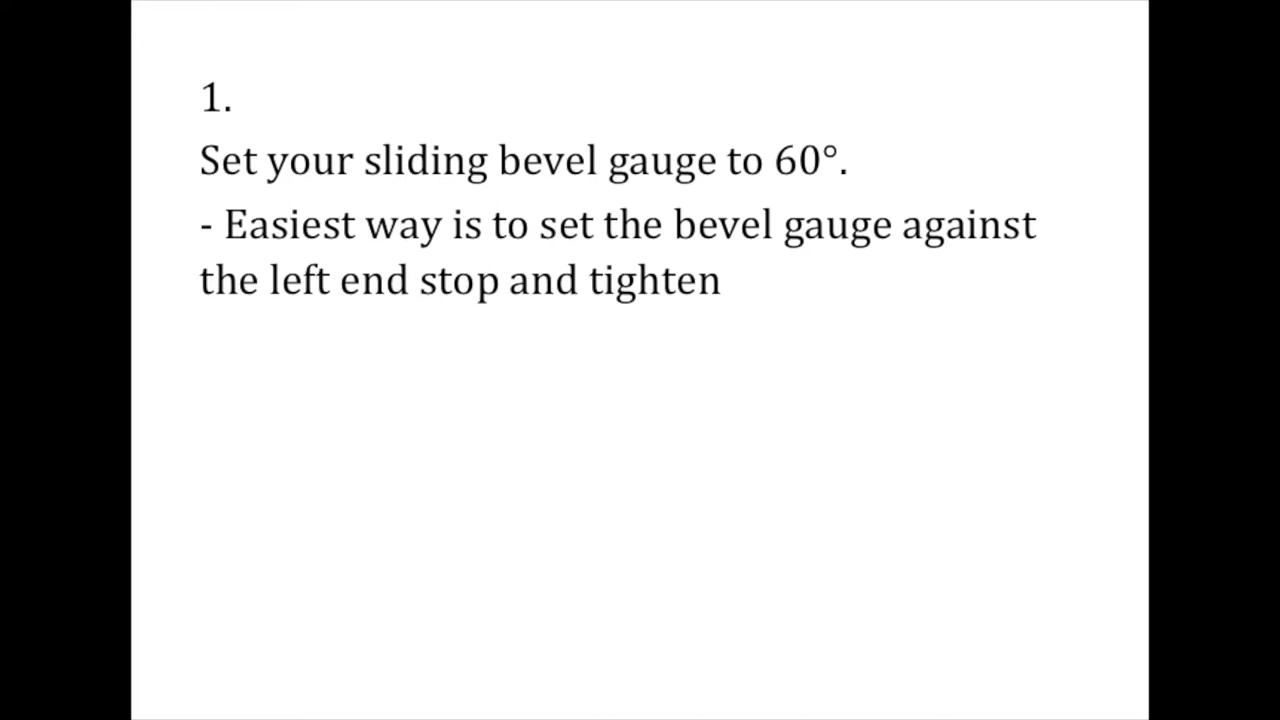 1.
Set your sliding bevel gauge to 60°.
- Easiest way is to set the bevel gauge against
the left end stop and tighten